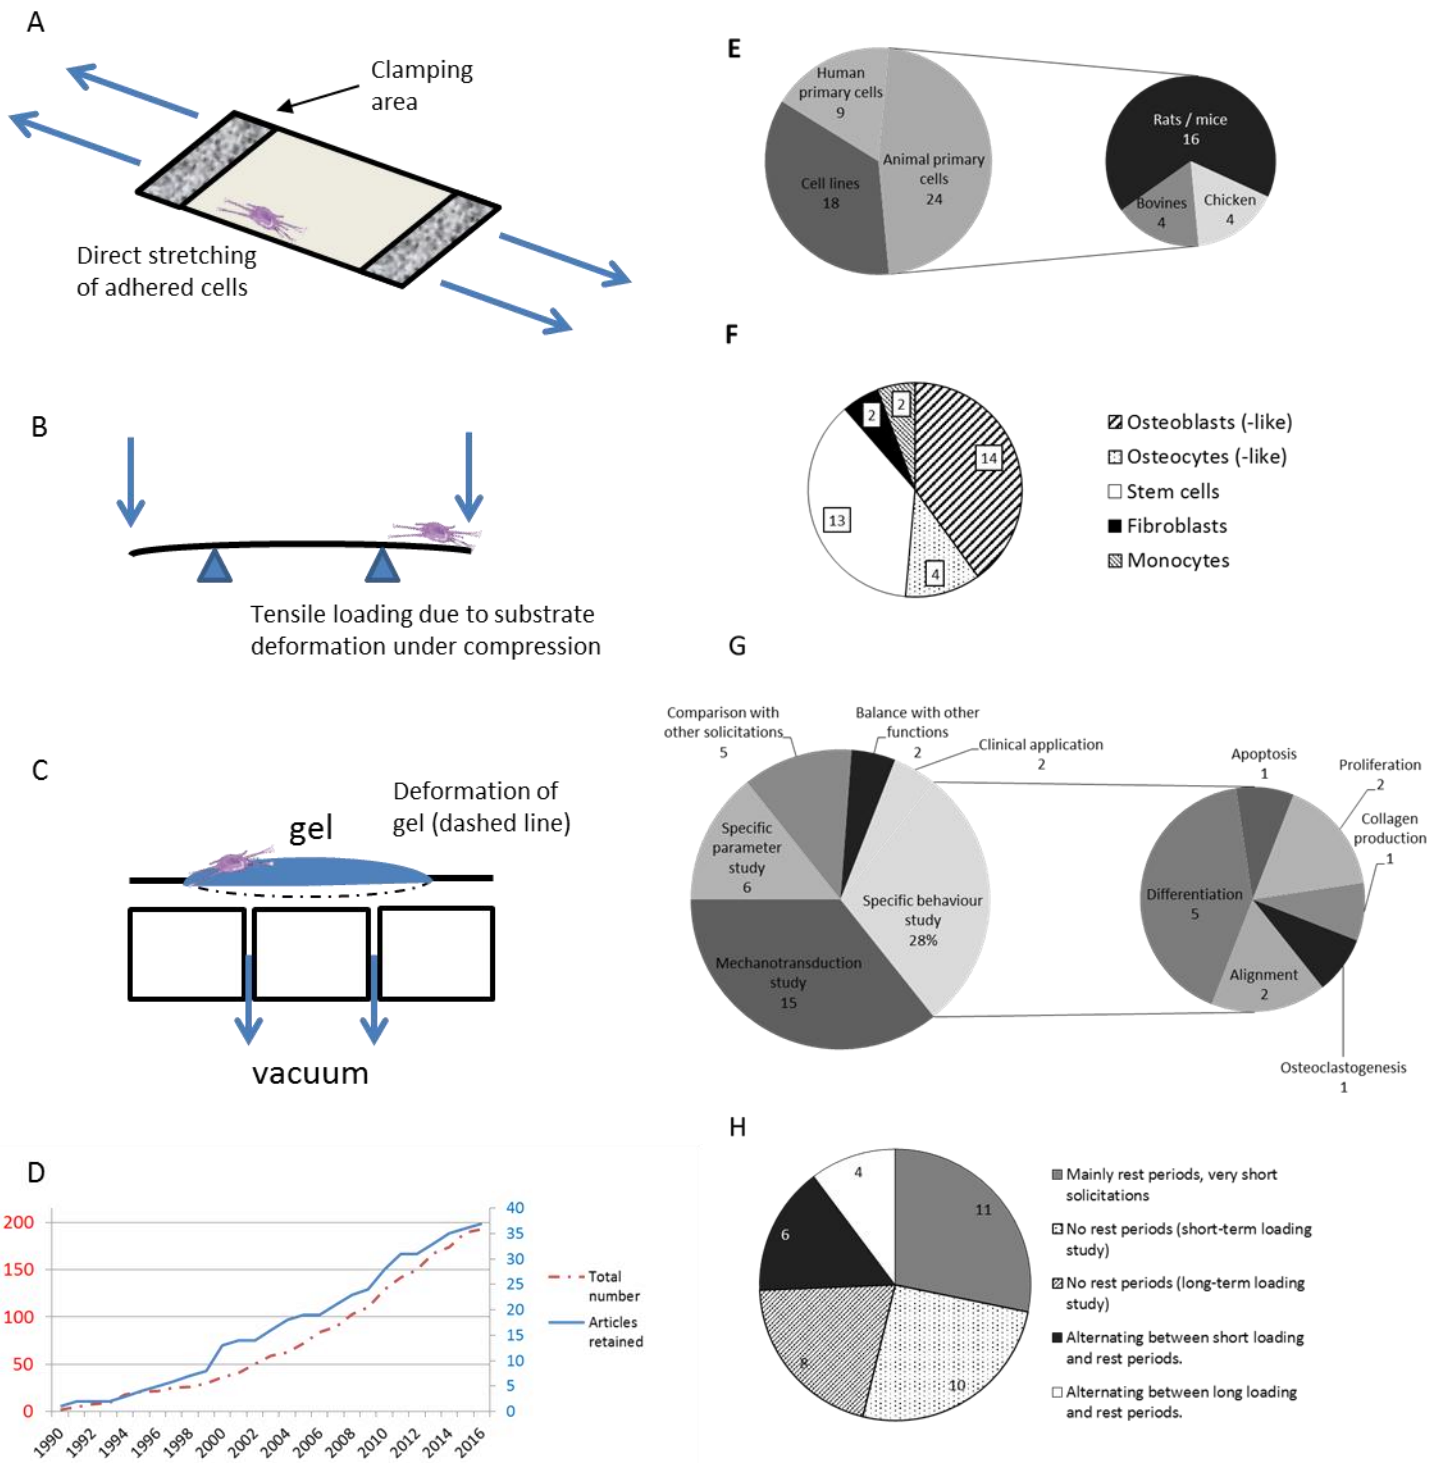 A
Clamping
area
Direct stretching
of adhered cells
B
Tensile loading due to substrate
deformation under compression
C
Deformation of
gel (dashed line)
gel
vacuum
D
200
150
100
50
0
40
35
30
25
20
15
10
5
0
1990
1992
1994
1996
1998
2000
2002
2004
2006
2008
2010
2012
2014
2016
Total
number
Articles
retained
E
Human
primary cells
9
Animal primary
cells
24
Cell lines
18
Rats / mice
16
Bovines
4
Chicken
4
F
2
2
14
13
4
Osteoblasts (-like)
Osteocytes (-like)
Stem cells
Fibroblasts
Monocytes
G
Comparison with
other solicitations
5
Balance with other
functions
2
Clinical application
2
Specific
parameter
study
6
Specific behaviour
study
28%
Mechanotransduction
study
15
Apoptosis
1
Proliferation
2
Collagen
production
1
Differentiation
5
Alignment
2
Osteoclastogenesis
1
H
4
11
6
8
10
Mainly rest periods, very short
solicitations
No rest periods (short-term loading
study)
No rest periods (long-term loading
study)
Alternating between short loading
and rest periods.
Alternating between long loading
and rest periods.